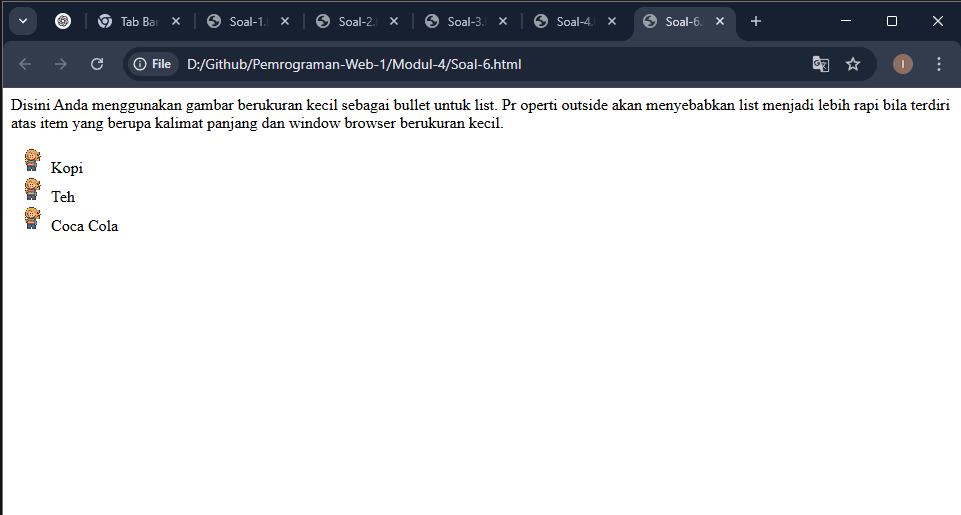 Tab Bar
Soal-1.
Soal-2.
Soal-3.
Soal-4.
Soal-6.
File
D:/Github/Pemrograman-Web-1/Modul-4/Soal-6.html
I
Disini Anda menggunakan gambar berukuran kecil sebagai bullet untuk list. Pr operti outside akan menyebabkan list menjadi lebih rapi bila terdiri
atas item yang berupa kalimat panjang dan window browser berukuran kecil.
Kopi
Teh
Coca Cola